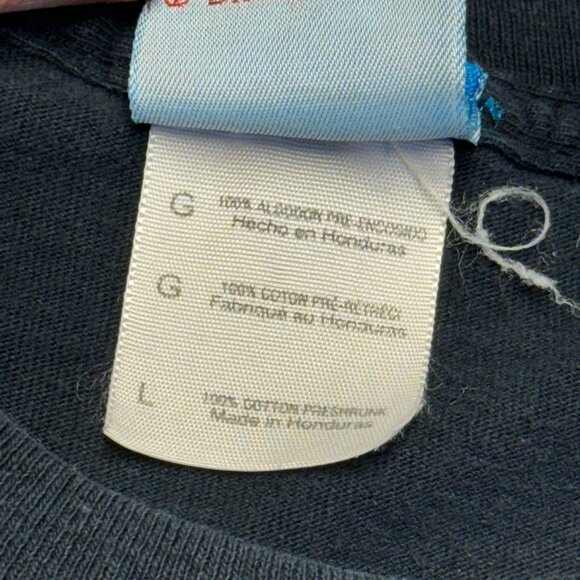 G 100% ALGODON PRE-ENCOGIDO
Hecho en Honduras
G 100% COTON PRÉ-RÉTRÉCI
Fabriqué au Honduras
L 100% COTTON PRESHRUNK
Made in Honduras